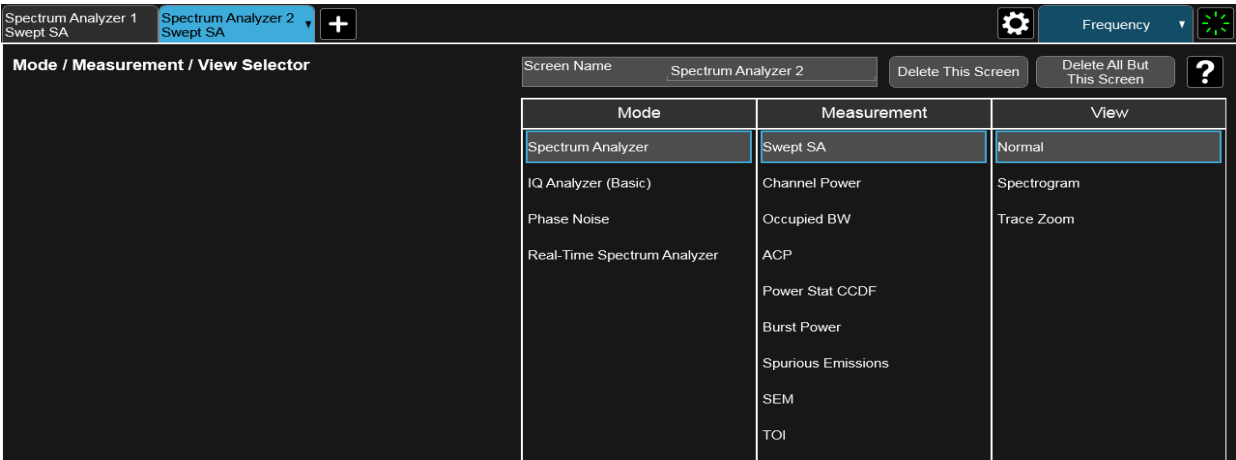 Spectrum Analyzer 1
Swept SA
Spectrum Analyzer 2
Swept SA
Frequency
Mode / Measurement / View Selector
Screen Name
Spectrum Analyzer 2
Delete This Screen
Delete All But
This Screen
?
Mode
Measurement
View
Spectrum Analyzer
Swept SA
Normal
IQ Analyzer (Basic)
Channel Power
Spectrogram
Phase Noise
Occupied BW
Trace Zoom
Real-Time Spectrum Analyzer
ACP
Power Stat CCDF
Burst Power
Spurious Emissions
SEM
TOI